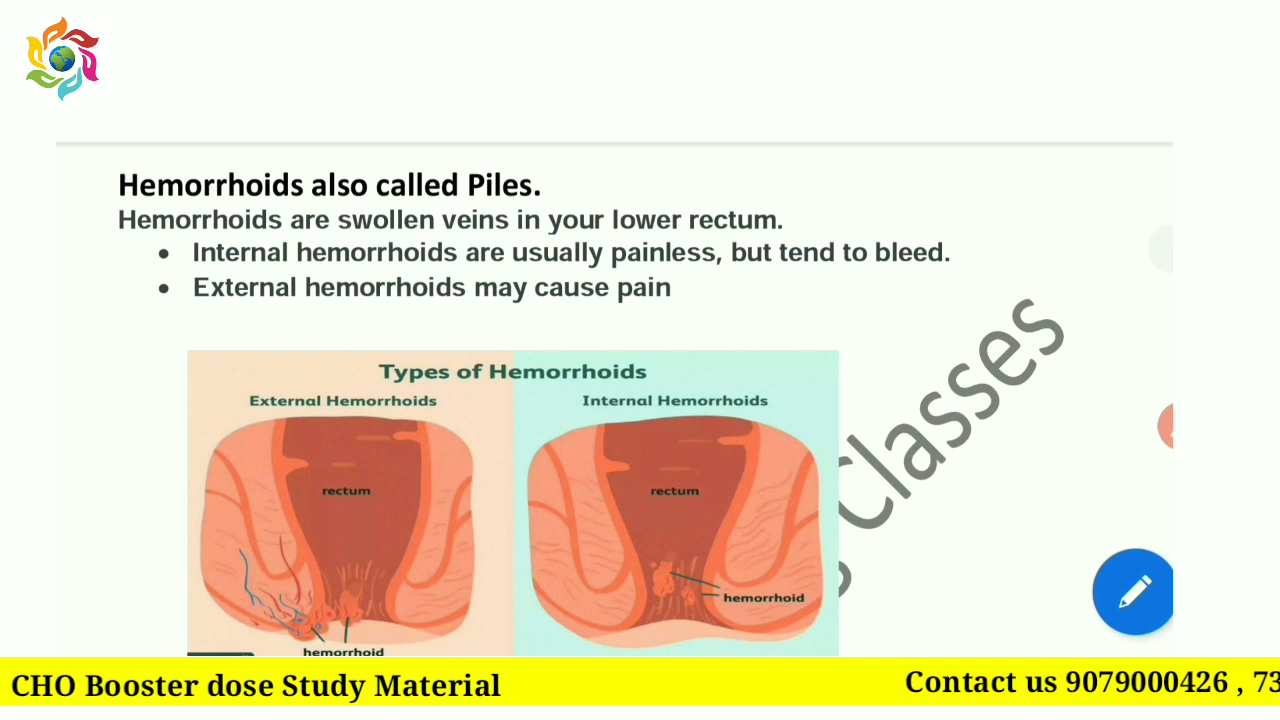 Hemorrhoids also called Piles.
Hemorrhoids are swollen veins in your lower rectum.
• Internal hemorrhoids are usually painless, but tend to bleed.
• External hemorrhoids may cause pain
Types of Hemorrhoids
External Hemorrhoids
Internal Hemorrhoids
rectum
rectum
hemorrhoid
hemorrhoid
Classes
CHO Booster dose Study Material
Contact us 9079000426 , 73